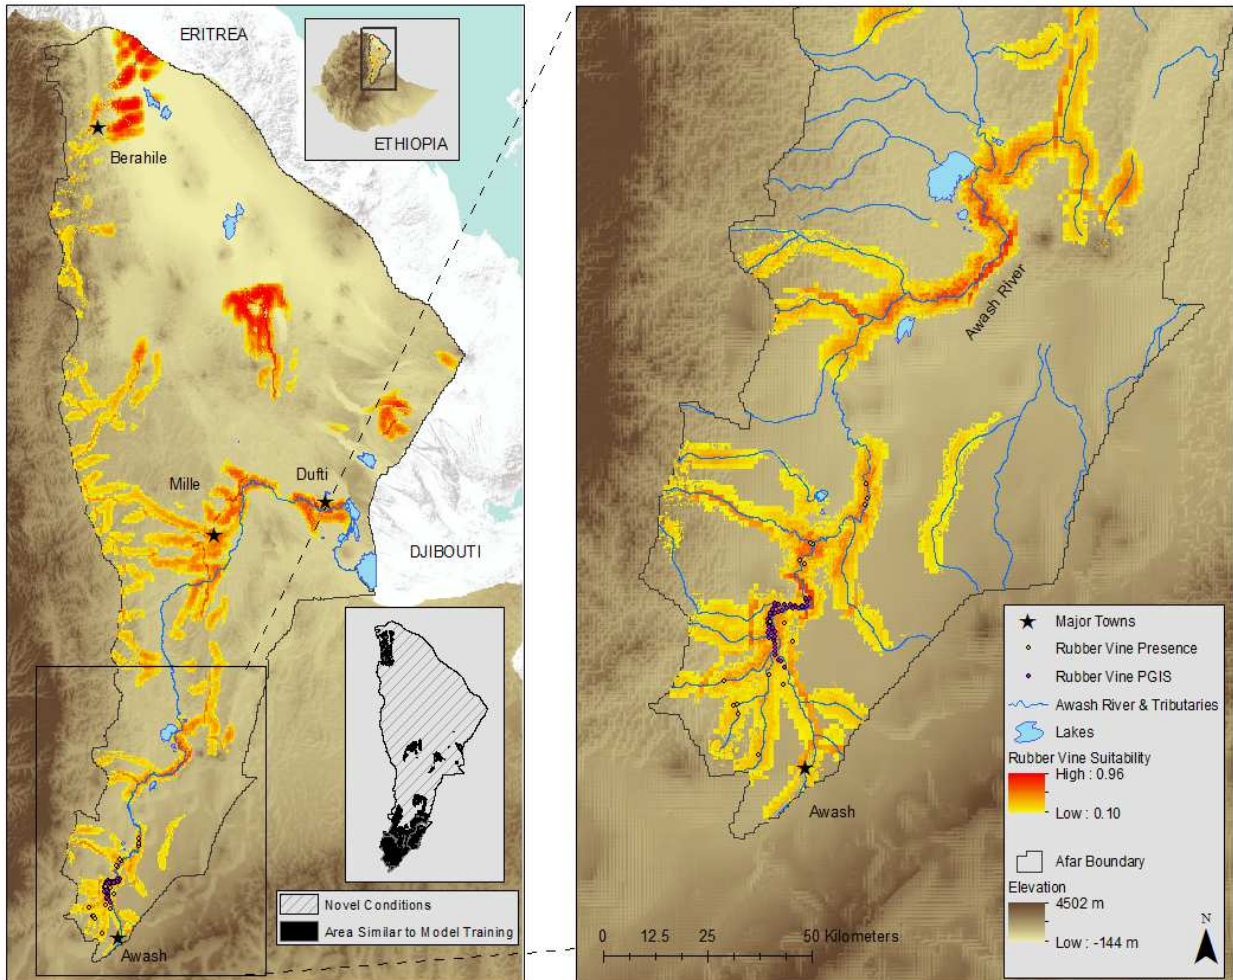 ERITREA
ETHIOPIA
Berahile
Mille
Dufti
DJIBOUTI
Novel Conditions
Area Similar to Model Training
Awash
Awash River
Awash
Major Towns
Rubber Vine Presence
Rubber Vine PGIS
Awash River & Tributaries
Lakes
Rubber Vine Suitability
High : 0.96
Low : 0.10
Afar Boundary
Elevation
4502 m
Low : -144 m
N
0 12.5 25 50 Kilometers